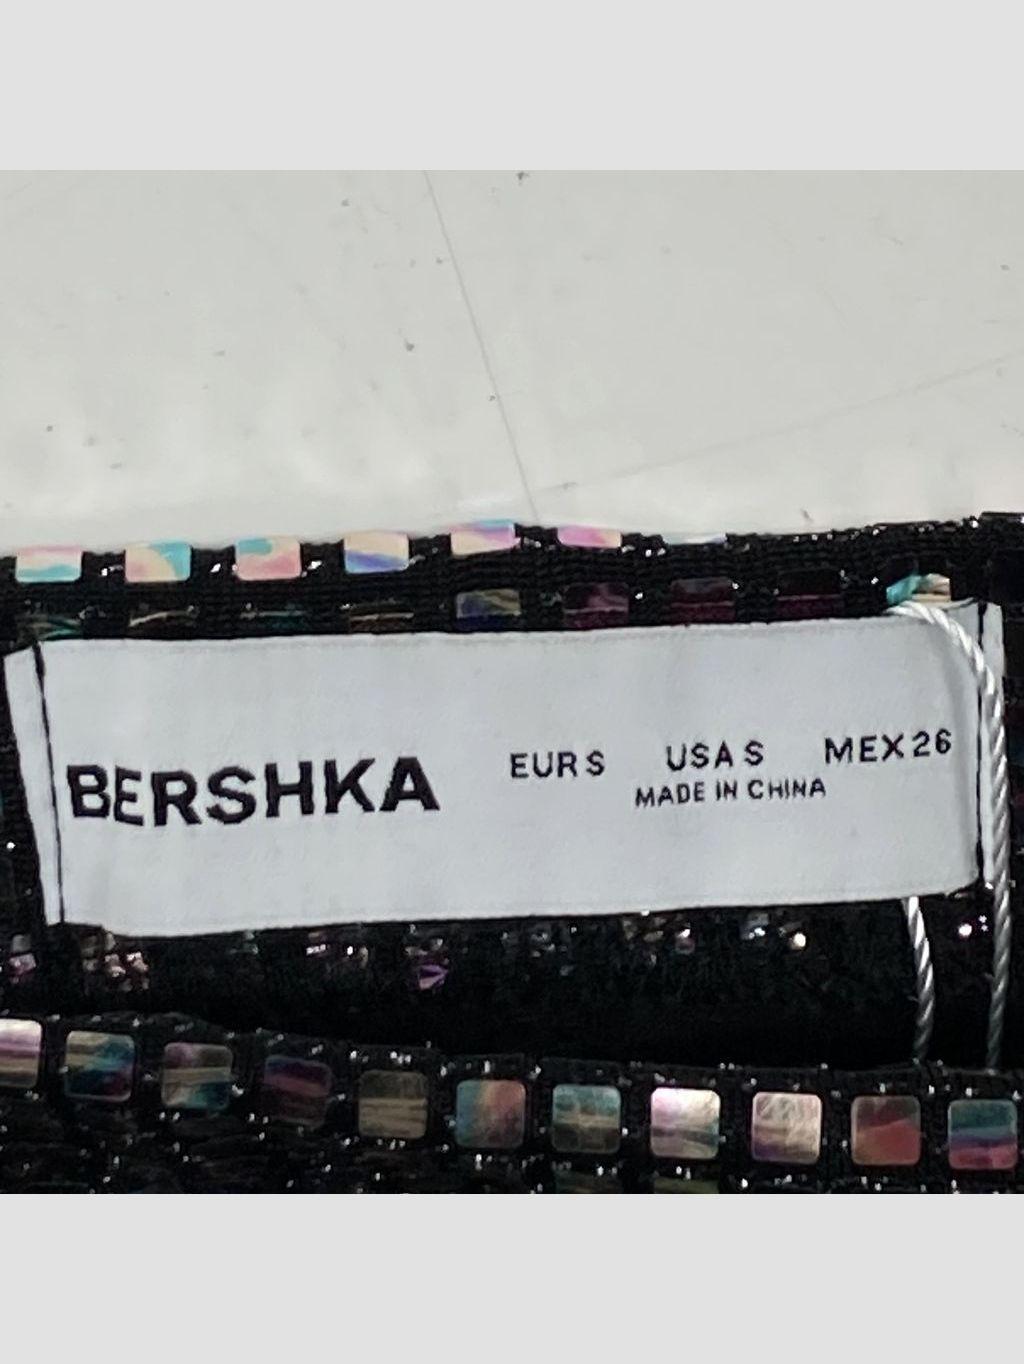 BERSHKA EUR S USA S MEX 26
MADE IN CHINA